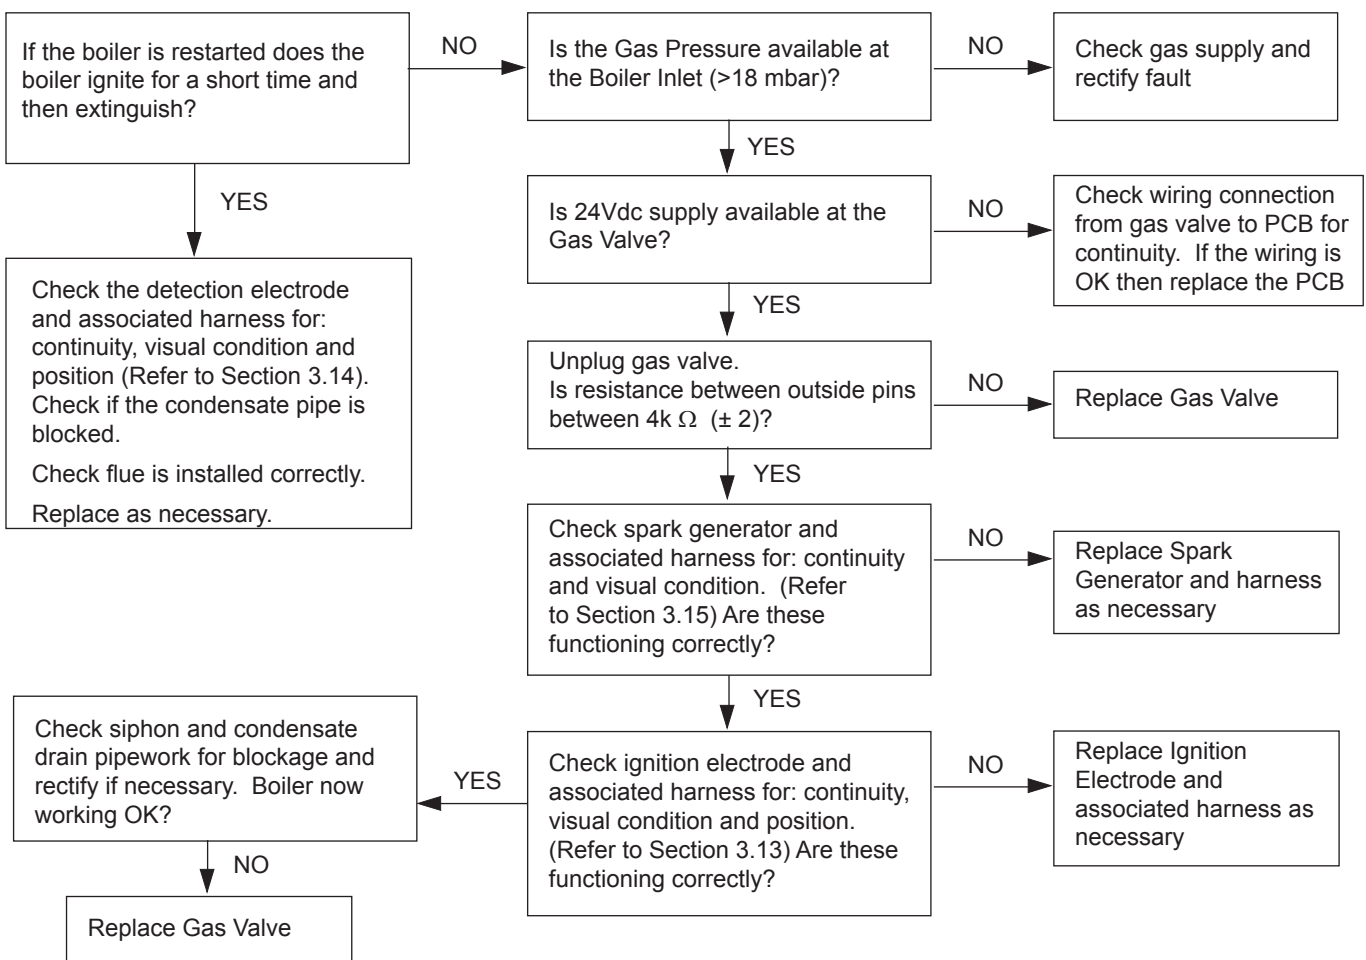 If the boiler is restarted does the
boiler ignite for a short time and
then extinguish?
NO
Is the Gas Pressure available at
the Boiler Inlet (>18 mbar)?
NO
Check gas supply and
rectify fault
YES
YES
Check the detection electrode
and associated harness for:
continuity, visual condition and
position (Refer to Section 3.14).
Check if the condensate pipe is
blocked.
Check flue is installed correctly.
Replace as necessary.
Is 24Vdc supply available at the
Gas Valve?
NO
Check wiring connection
from gas valve to PCB for
continuity.  If the wiring is
OK then replace the PCB
YES
Unplug gas valve.
Is resistance between outside pins
between 4k Ω  (± 2)?
NO
Replace Gas Valve
YES
Check spark generator and
associated harness for: continuity
and visual condition.  (Refer
to Section 3.15) Are these
functioning correctly?
NO
Replace Spark
Generator and harness
as necessary
YES
Check ignition electrode and
associated harness for: continuity,
visual condition and position.
(Refer to Section 3.13) Are these
functioning correctly?
NO
Replace Ignition
Electrode and
associated harness as
necessary
YES
Check siphon and condensate
drain pipework for blockage and
rectify if necessary.  Boiler now
working OK?
NO
Replace Gas Valve